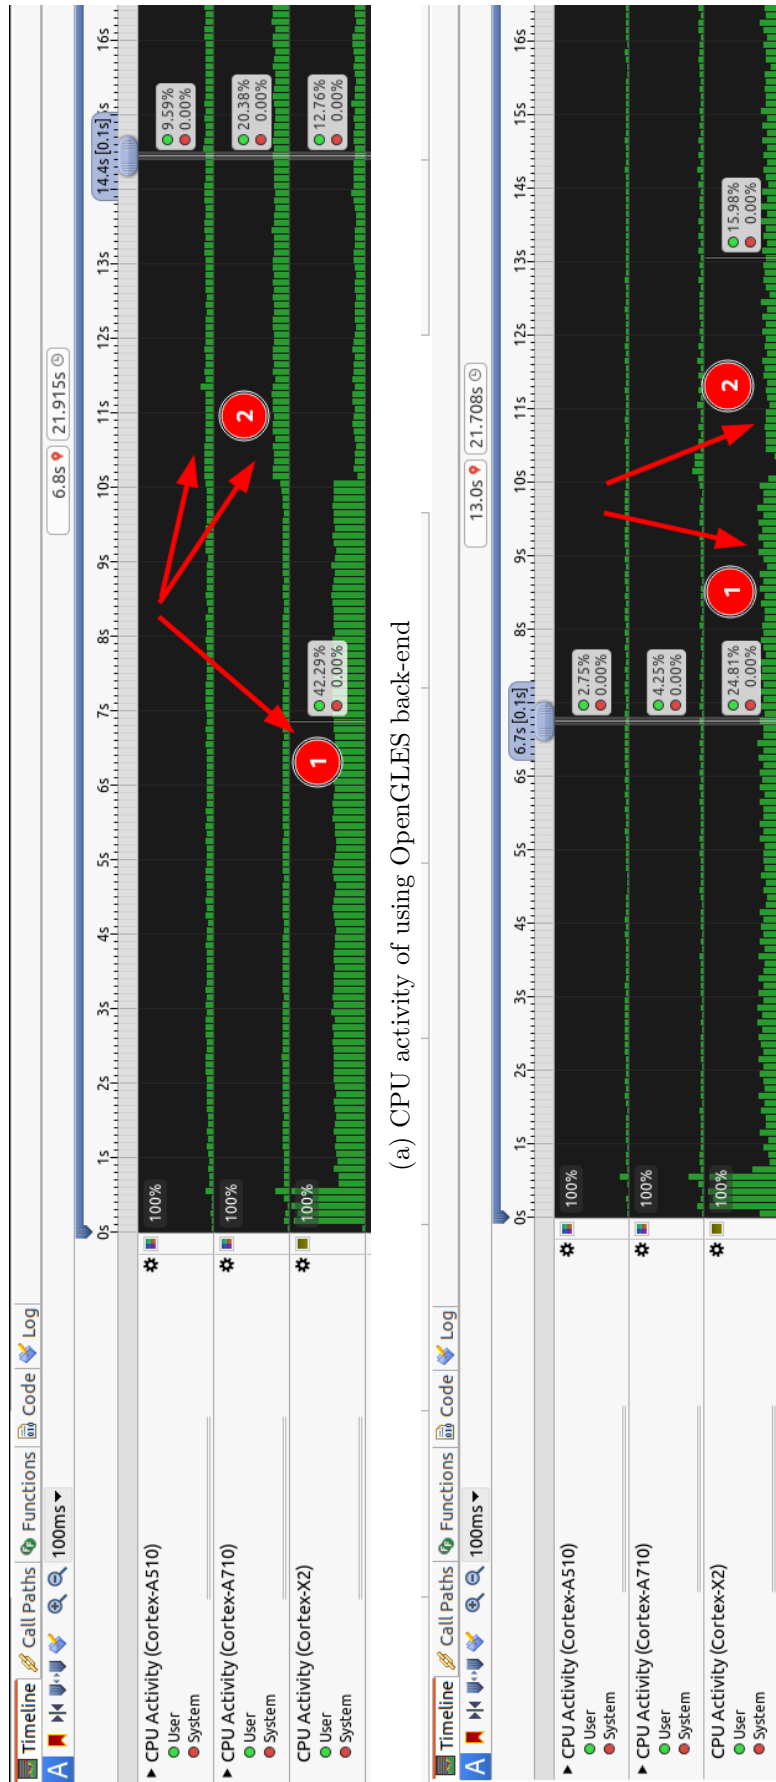 Timeline Call Paths Functions Code Log
A 100ms
6.8s 21.915s
0s 1s 2s 3s 4s 5s 6s 7s 8s 9s 10s 11s 12s 13s 14.4s [0.1s] s 16s
CPU Activity (Cortex-A510)
User
System
100%
9.59%
0.00%
CPU Activity (Cortex-A710)
User
System
100%
2
20.38%
0.00%
CPU Activity (Cortex-X2)
User
System
100%
1
42.29%
0.00%
12.76%
0.00%
(a) CPU activity of using OpenGLES back-end
Timeline Call Paths Functions Code Log
A 100ms
13.0s 21.708s
0s 1s 2s 3s 4s 5s 6s 6.7s [0.1s] 8s 9s 10s 11s 12s 13s 14s 15s 16s
CPU Activity (Cortex-A510)
User
System
100%
2.75%
0.00%
CPU Activity (Cortex-A710)
User
System
100%
4.25%
0.00%
CPU Activity (Cortex-X2)
User
System
100%
24.81%
0.00%
1
2
15.98%
0.00%